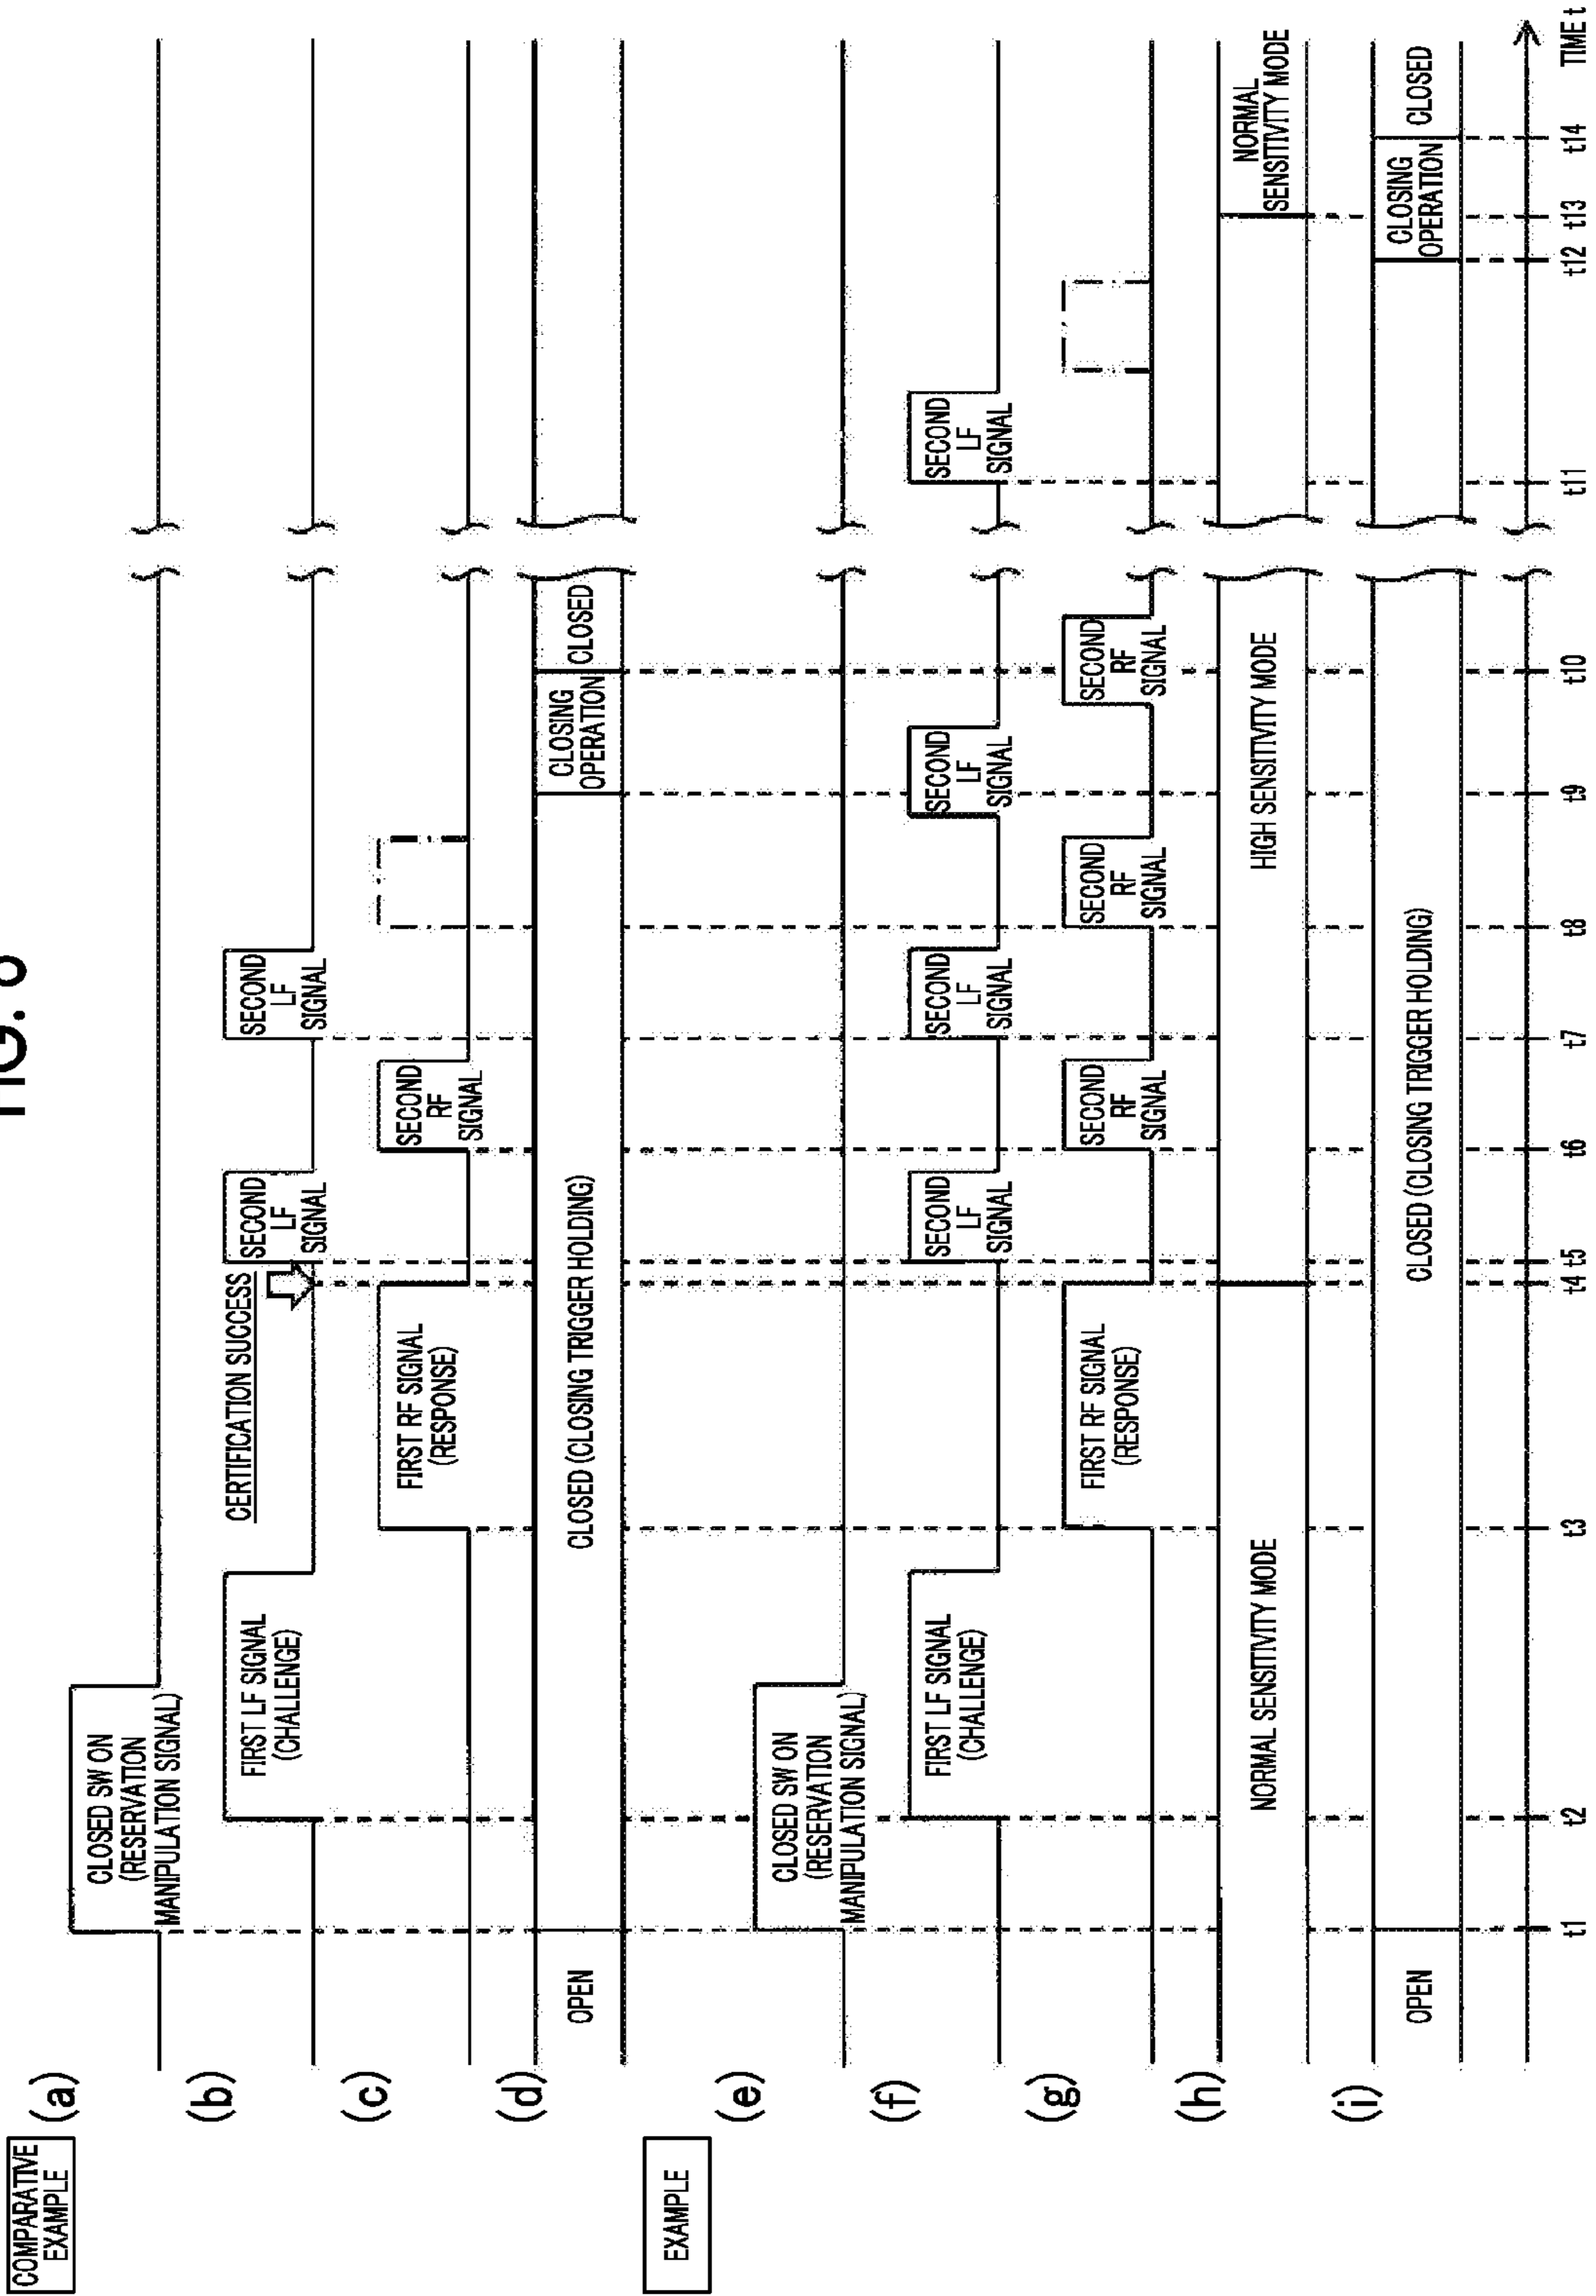 FIG. 8
COMPARATIVE
EXAMPLE
(a)
CLOSED SW ON
(RESERVATION
MANIPULATION SIGNAL)
(b)
FIRST LF SIGNAL
(CHALLENGE)
CERTIFICATION SUCCESS
SECOND
LF
SIGNAL
SECOND
LF
SIGNAL
(c)
FIRST RF SIGNAL
(RESPONSE)
SECOND
RF
SIGNAL
(d)
OPEN
CLOSED (CLOSING TRIGGER HOLDING)
CLOSING
OPERATION
CLOSED
EXAMPLE
(e)
CLOSED SW ON
(RESERVATION
MANIPULATION SIGNAL)
(f)
FIRST LF SIGNAL
(CHALLENGE)
SECOND
LF
SIGNAL
SECOND
LF
SIGNAL
SECOND
LF
SIGNAL
SECOND
LF
SIGNAL
(g)
FIRST RF SIGNAL
(RESPONSE)
SECOND
RF
SIGNAL
SECOND
RF
SIGNAL
SECOND
RF
SIGNAL
(h)
NORMAL SENSITIVITY MODE
HIGH SENSITIVITY MODE
NORMAL
SENSITIVITY MODE
(i)
OPEN
CLOSED (CLOSING TRIGGER HOLDING)
CLOSING
OPERATION
CLOSED
t1 t2 t3 t4 t5 t6 t7 t8 t9 t10 t11 t12 t13 t14 TIME t